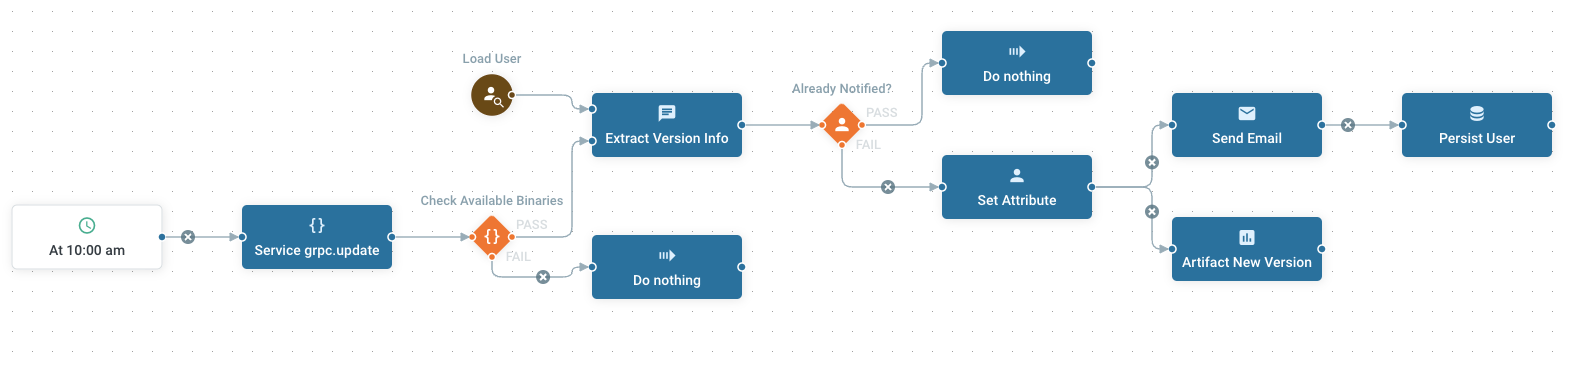 At 10:00 am
Service grpc.update
Load User
Check Available Binaries
PASS
FAIL
Extract Version Info
Do nothing
Already Notified?
PASS
FAIL
Do nothing
Set Attribute
Send Email
Artifact New Version
Persist User